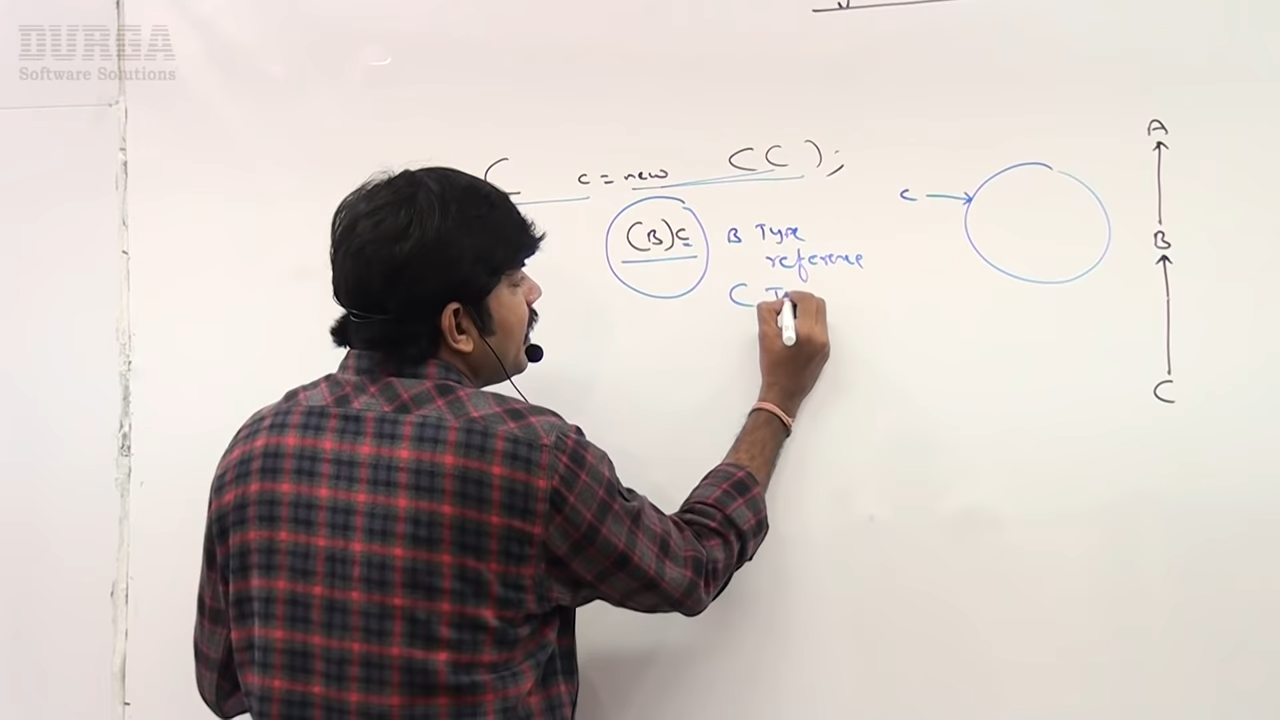 DURGA
Software Solutions
C c = new C C );
(B)c B Type
reference
C T
c
A
B
C